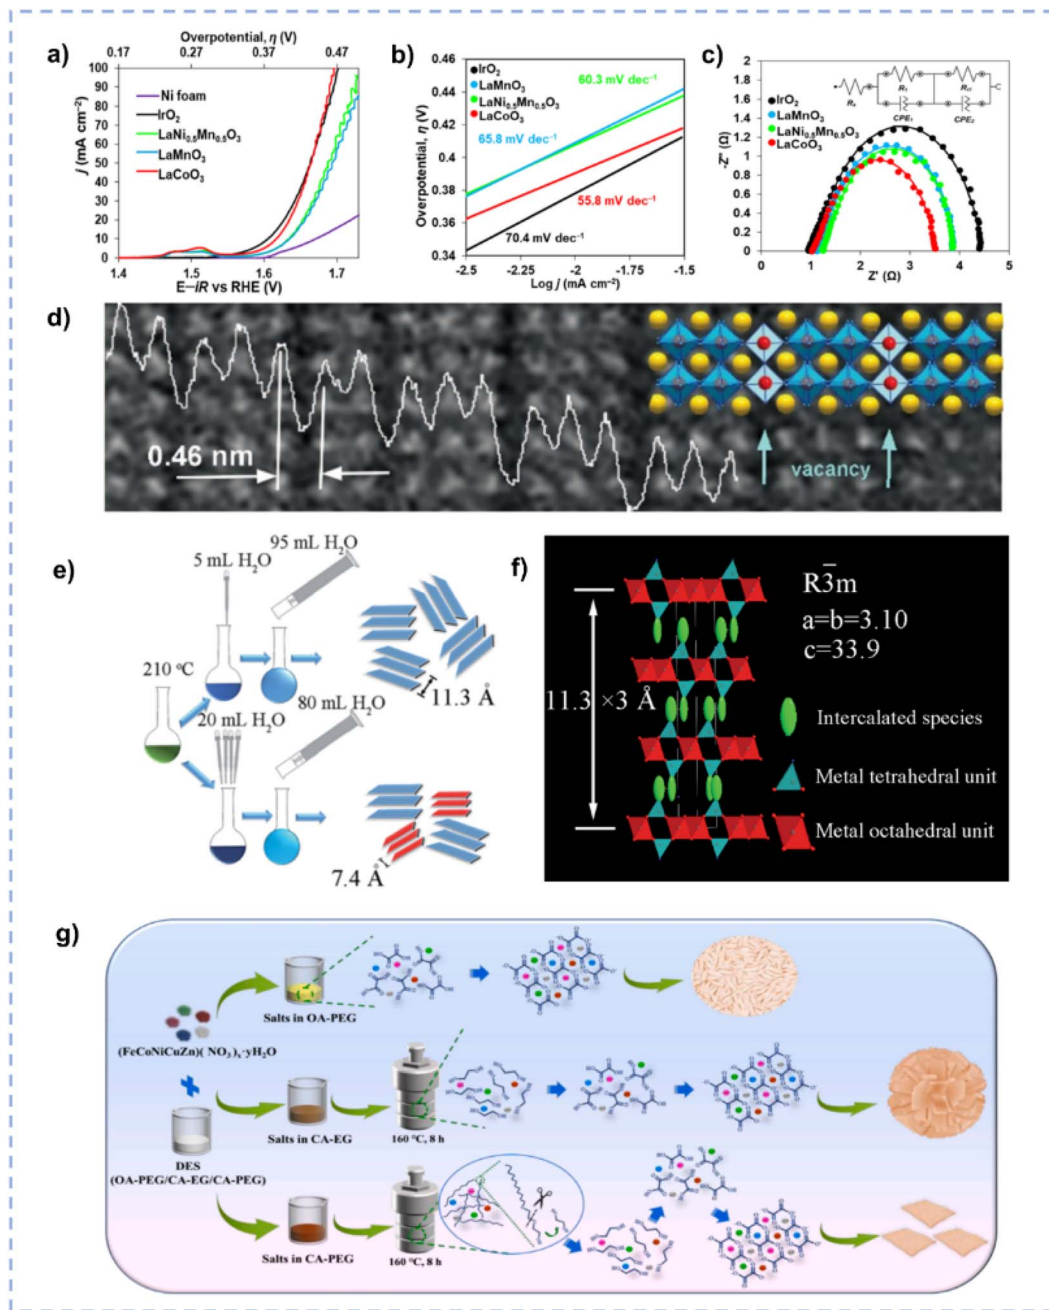 a)
Overpotential, η (V)
0.17 0.27 0.37 0.47
100
90
80
70
60
50
40
30
20
10
0
j (mA cm⁻²)
Ni foam
IrO₂
LaNi₀.₅Mn₀.₅O₃
LaMnO₃
LaCoO₃
1.4 1.5 1.6 1.7
E–iR vs RHE (V)
b)
0.46
0.44
0.42
0.4
0.38
0.36
0.34
Overpotential, η (V)
IrO₂
LaMnO₃
LaNi₀.₅Mn₀.₅O₃
LaCoO₃
60.3 mV dec⁻¹
65.8 mV dec⁻¹
55.8 mV dec⁻¹
70.4 mV dec⁻¹
-2.5 -2.25 -2 -1.75 -1.5
Log j (mA cm⁻²)
c)
-2
-1.8
-1.6
-1.4
-1.2
-1
-0.8
-0.6
-0.4
-0.2
0
-Z'' (Ω)
IrO₂
LaMnO₃
LaNi₀.₅Mn₀.₅O₃
LaCoO₃
CPE₁ CPE₂
0 1 2 3 4 5
Z' (Ω)
d)
0.46 nm
vacancy
e)
5 mL H₂O
95 mL H₂O
210 °C
11.3 Å
20 mL H₂O
80 mL H₂O
7.4 Å
f)
R3̄m
a=b=3.10
c=33.9
11.3 ×3 Å
Intercalated species
Metal tetrahedral unit
Metal octahedral unit
g)
Salts in OA-PEG
(FeCoNiCuZn)( NO₃)ₓ·yH₂O
Salts in CA-EG
160 °C, 8 h
DES
(OA-PEG/CA-EG/CA-PEG)
Salts in CA-PEG
160 °C, 8 h